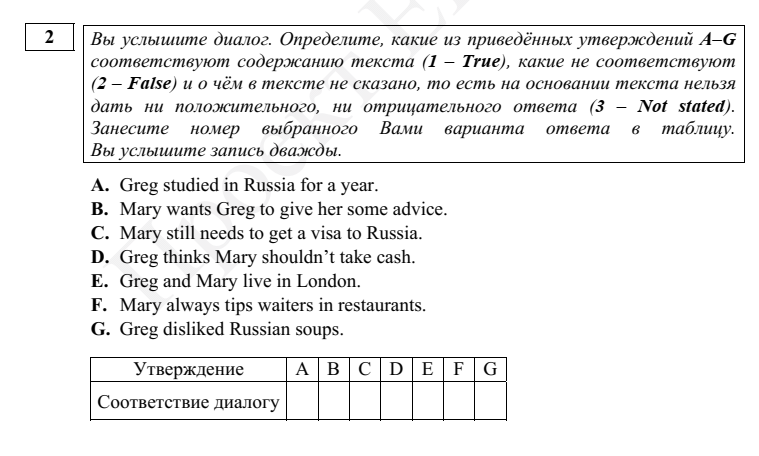 2
Вы услышите диалог. Определите, какие из приведённых утверждений A–G
соответствуют содержанию текста (1 – True), какие не соответствуют
(2 – False) и о чём в тексте не сказано, то есть на основании текста нельзя
дать ни положительного, ни отрицательного ответа (3 – Not stated).
Занесите номер выбранного Вами варианта ответа в таблицу.
Вы услышите запись дважды.
A. Greg studied in Russia for a year.
B. Mary wants Greg to give her some advice.
C. Mary still needs to get a visa to Russia.
D. Greg thinks Mary shouldn’t take cash.
E. Greg and Mary live in London.
F. Mary always tips waiters in restaurants.
G. Greg disliked Russian soups.
Утверждение A B C D E F G
Соответствие диалогу
Проект Е